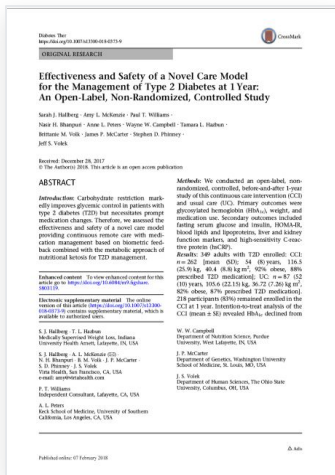 Diabetes Ther
https://doi.org/10.1007/s13300-018-0373-9
CrossMark
ORIGINAL RESEARCH
Effectiveness and Safety of a Novel Care Model
for the Management of Type 2 Diabetes at 1 Year:
An Open-Label, Non-Randomized, Controlled Study
Sarah J. Hallberg · Amy L. McKenzie · Paul T. Williams ·
Nasir H. Bhanpuri · Anne L. Peters · Wayne W. Campbell · Tamara L. Hazbun ·
Brittanie M. Volk · James P. McCarter · Stephen D. Phinney ·
Jeff S. Volek
Received: December 28, 2017
© The Author(s) 2018. This article is an open access publication
ABSTRACT
Introduction: Carbohydrate restriction mark-
edly improves glycemic control in patients with
type 2 diabetes (T2D) but necessitates prompt
medication changes. Therefore, we assessed the
effectiveness and safety of a novel care model
providing continuous remote care with medi-
cation management based on biometric feed-
back combined with the metabolic approach of
nutritional ketosis for T2D management.
Enhanced content To view enhanced content for this
article go to
Electronic supplementary material The online
version of this article (https://doi.org/10.1007/s13300-
018-0373-9) contains supplementary material, which is
available to authorized users.
S. J. Hallberg · T. L. Hazbun
Medically Supervised Weight Loss, Indiana
University Health Arnett, Lafayette, IN, USA
S. J. Hallberg · A. L. McKenzie (✉) ·
N. H. Bhanpuri · B. M. Volk · J. P. McCarter ·
S. D. Phinney · J. S. Volek
Virta Health, San Francisco, CA, USA
e-mail: amy@virtahealth.com
P. T. Williams
Independent Consultant, Lafayette, CA, USA
A. L. Peters
Keck School of Medicine, University of Southern
California, Los Angeles, CA, USA
Methods: We conducted an open-label, non-
randomized, controlled, before-and-after 1-year
study of this continuous care intervention (CCI)
and usual care (UC). Primary outcomes were
glycosylated hemoglobin (HbA1c), weight, and
medication use. Secondary outcomes included
fasting serum glucose and insulin, HOMA-IR,
blood lipids and lipoproteins, liver and kidney
function markers, and high-sensitivity C-reac-
tive protein (hsCRP).
Results: 349 adults with T2D enrolled: CCI:
n = 262 [mean (SD); 54 (8) years, 116.5
(25.9) kg, 40.4 (8.8) kg m2, 92% obese, 88%
prescribed T2D medication]; UC: n = 87 (52
(10) years, 105.6 (22.15) kg, 36.72 (7.26) kg m2,
82% obese, 87% prescribed T2D medication].
218 participants (83%) remained enrolled in the
CCI at 1 year. Intention-to-treat analysis of the
CCI (mean ± SE) revealed HbA1c declined from
W. W. Campbell
Department of Nutrition Science, Purdue
University, West Lafayette, IN, USA
J. P. McCarter
Department of Genetics, Washington University
School of Medicine, St. Louis, MO, USA
J. S. Volek
Department of Human Sciences, The Ohio State
University, Columbus, OH, USA
Published online: 07 February 2018
Adis